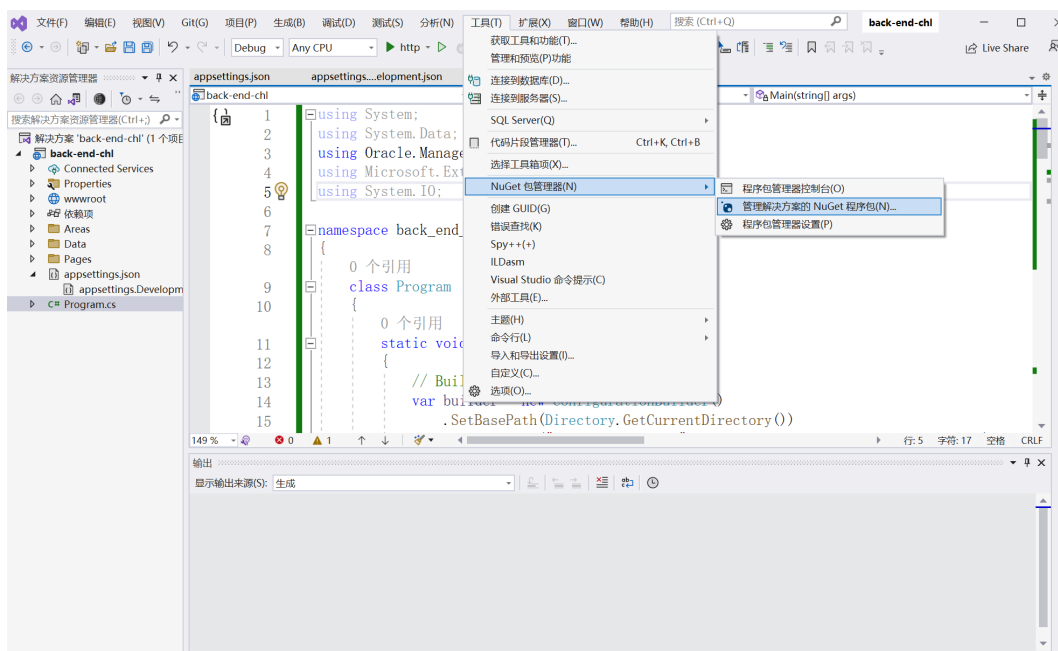 文件(F) 编辑(E) 视图(V) Git(G) 项目(P) 生成(B) 调试(D) 测试(S) 分析(N) 工具(T) 扩展(X) 窗口(W) 帮助(H) 搜索 (Ctrl+Q) back-end-chl
Debug Any CPU http Live Share
获取工具和功能(T)...
管理和预览(P)功能
连接到数据库(D)...
连接到服务器(S)...
SQL Server(Q)
代码片段管理器(T)... Ctrl+K, Ctrl+B
选择工具箱项(X)...
NuGet 包管理器(N)
创建 GUID(G)
错误查找(K)
Spy++(+)
ILDasm
Visual Studio 命令提示(C)
外部工具(E)...
主题(H)
命令行(L)
导入和导出设置(I)...
自定义(C)...
选项(O)...
程序包管理器控制台(O)
管理解决方案的 NuGet 程序包(N)...
程序包管理器设置(P)
解决方案资源管理器
搜索解决方案资源管理器(Ctrl+;)
解决方案 'back-end-chl' (1 个项目
back-end-chl
Connected Services
Properties
wwwroot
依赖项
Areas
Data
Pages
appsettings.json
appsettings.Developm
C# Program.cs
appsettings.json appsettings....elopment.json
back-end-chl Main(string[] args)
1 using System;
2 using System.Data;
3 using Oracle.Manage
4 using Microsoft.Ext
5 using System.IO;
6
7 namespace back_end_
8 {
0 个引用
9 class Program
10 {
0 个引用
11 static voi
12 {
13 // Buil
14 var builder = new ConfigurationBuilder()
15 .SetBasePath(Directory.GetCurrentDirectory())
149 % 0 1 行: 5 字符: 17 空格 CRLF
输出
显示输出来源(S): 生成